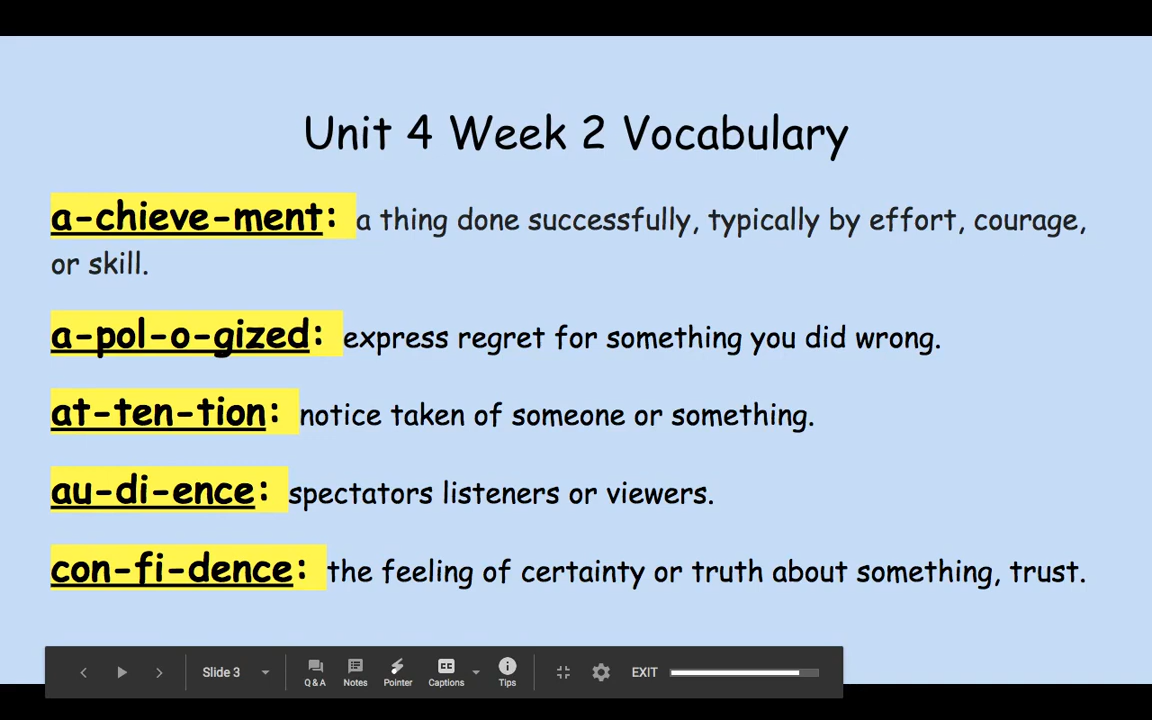 Unit 4 Week 2 Vocabulary
a-chieve-ment: a thing done successfully, typically by effort, courage,
or skill.
a-pol-o-gized: express regret for something you did wrong.
at-ten-tion: notice taken of someone or something.
au-di-ence: spectators listeners or viewers.
con-fi-dence: the feeling of certainty or truth about something, trust.
Slide 3 Q & A Notes Pointer CC Captions Tips EXIT